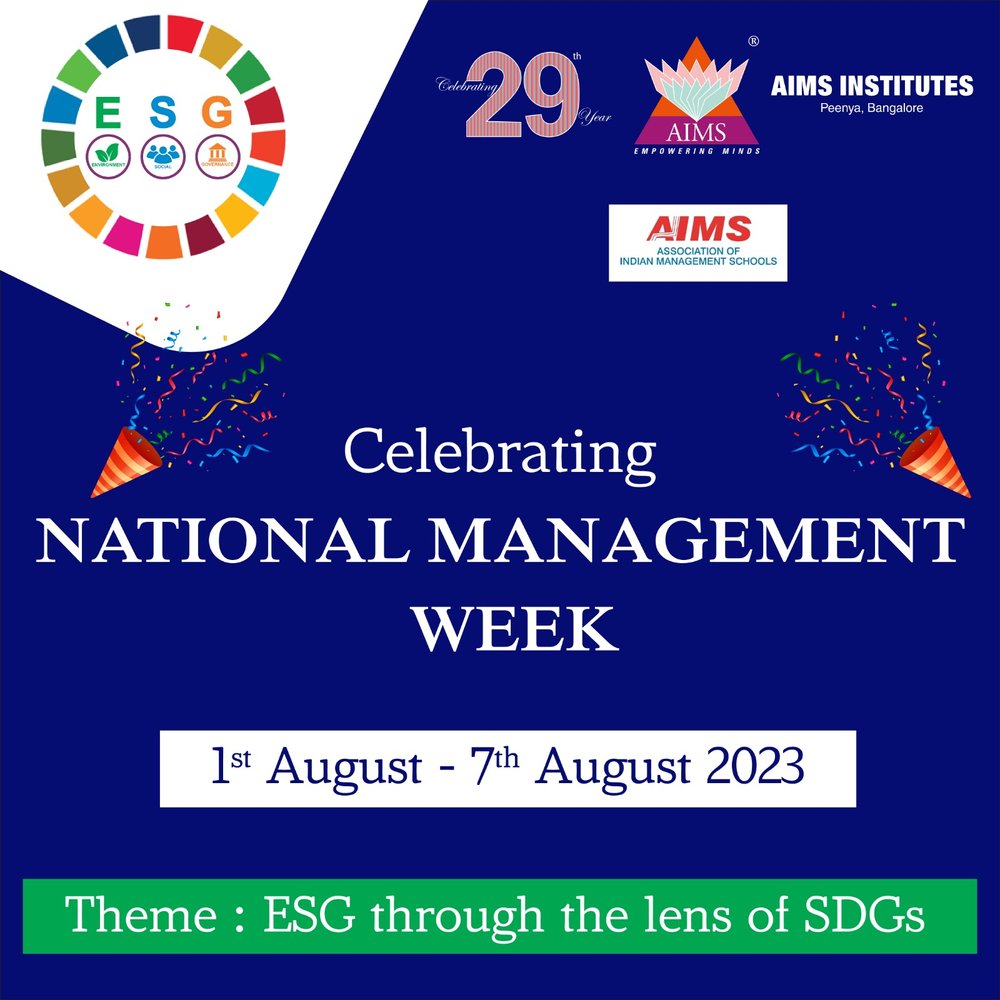 E S G
ENVIRONMENT SOCIAL GOVERNANCE
Celebrating 29th Year
AIMS
EMPOWERING MINDS
®
AIMS INSTITUTES
Peenya, Bangalore
AIMS
ASSOCIATION OF
INDIAN MANAGEMENT SCHOOLS
Celebrating
NATIONAL MANAGEMENT
WEEK
1st August - 7th August 2023
Theme : ESG through the lens of SDGs